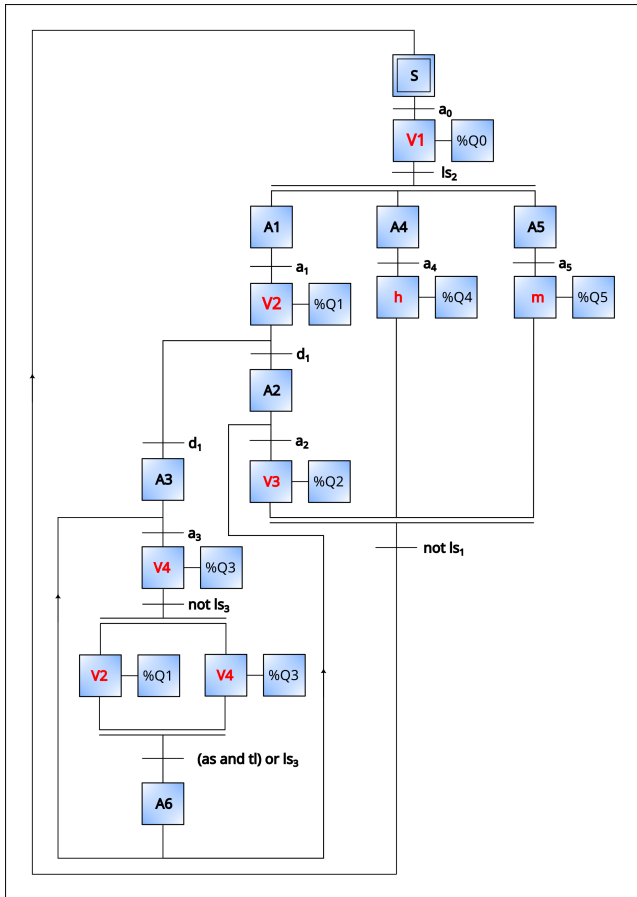 S
a₀
V1 %Q0
ls₂
A1 A4 A5
a₁ a₄ a₅
V2 %Q1 h %Q4 m %Q5
d₁
A2
d₁ a₂
A3 V3 %Q2
a₃
not ls₁
V4 %Q3
not ls₃
V2 %Q1 V4 %Q3
(as and tl) or ls₃
A6